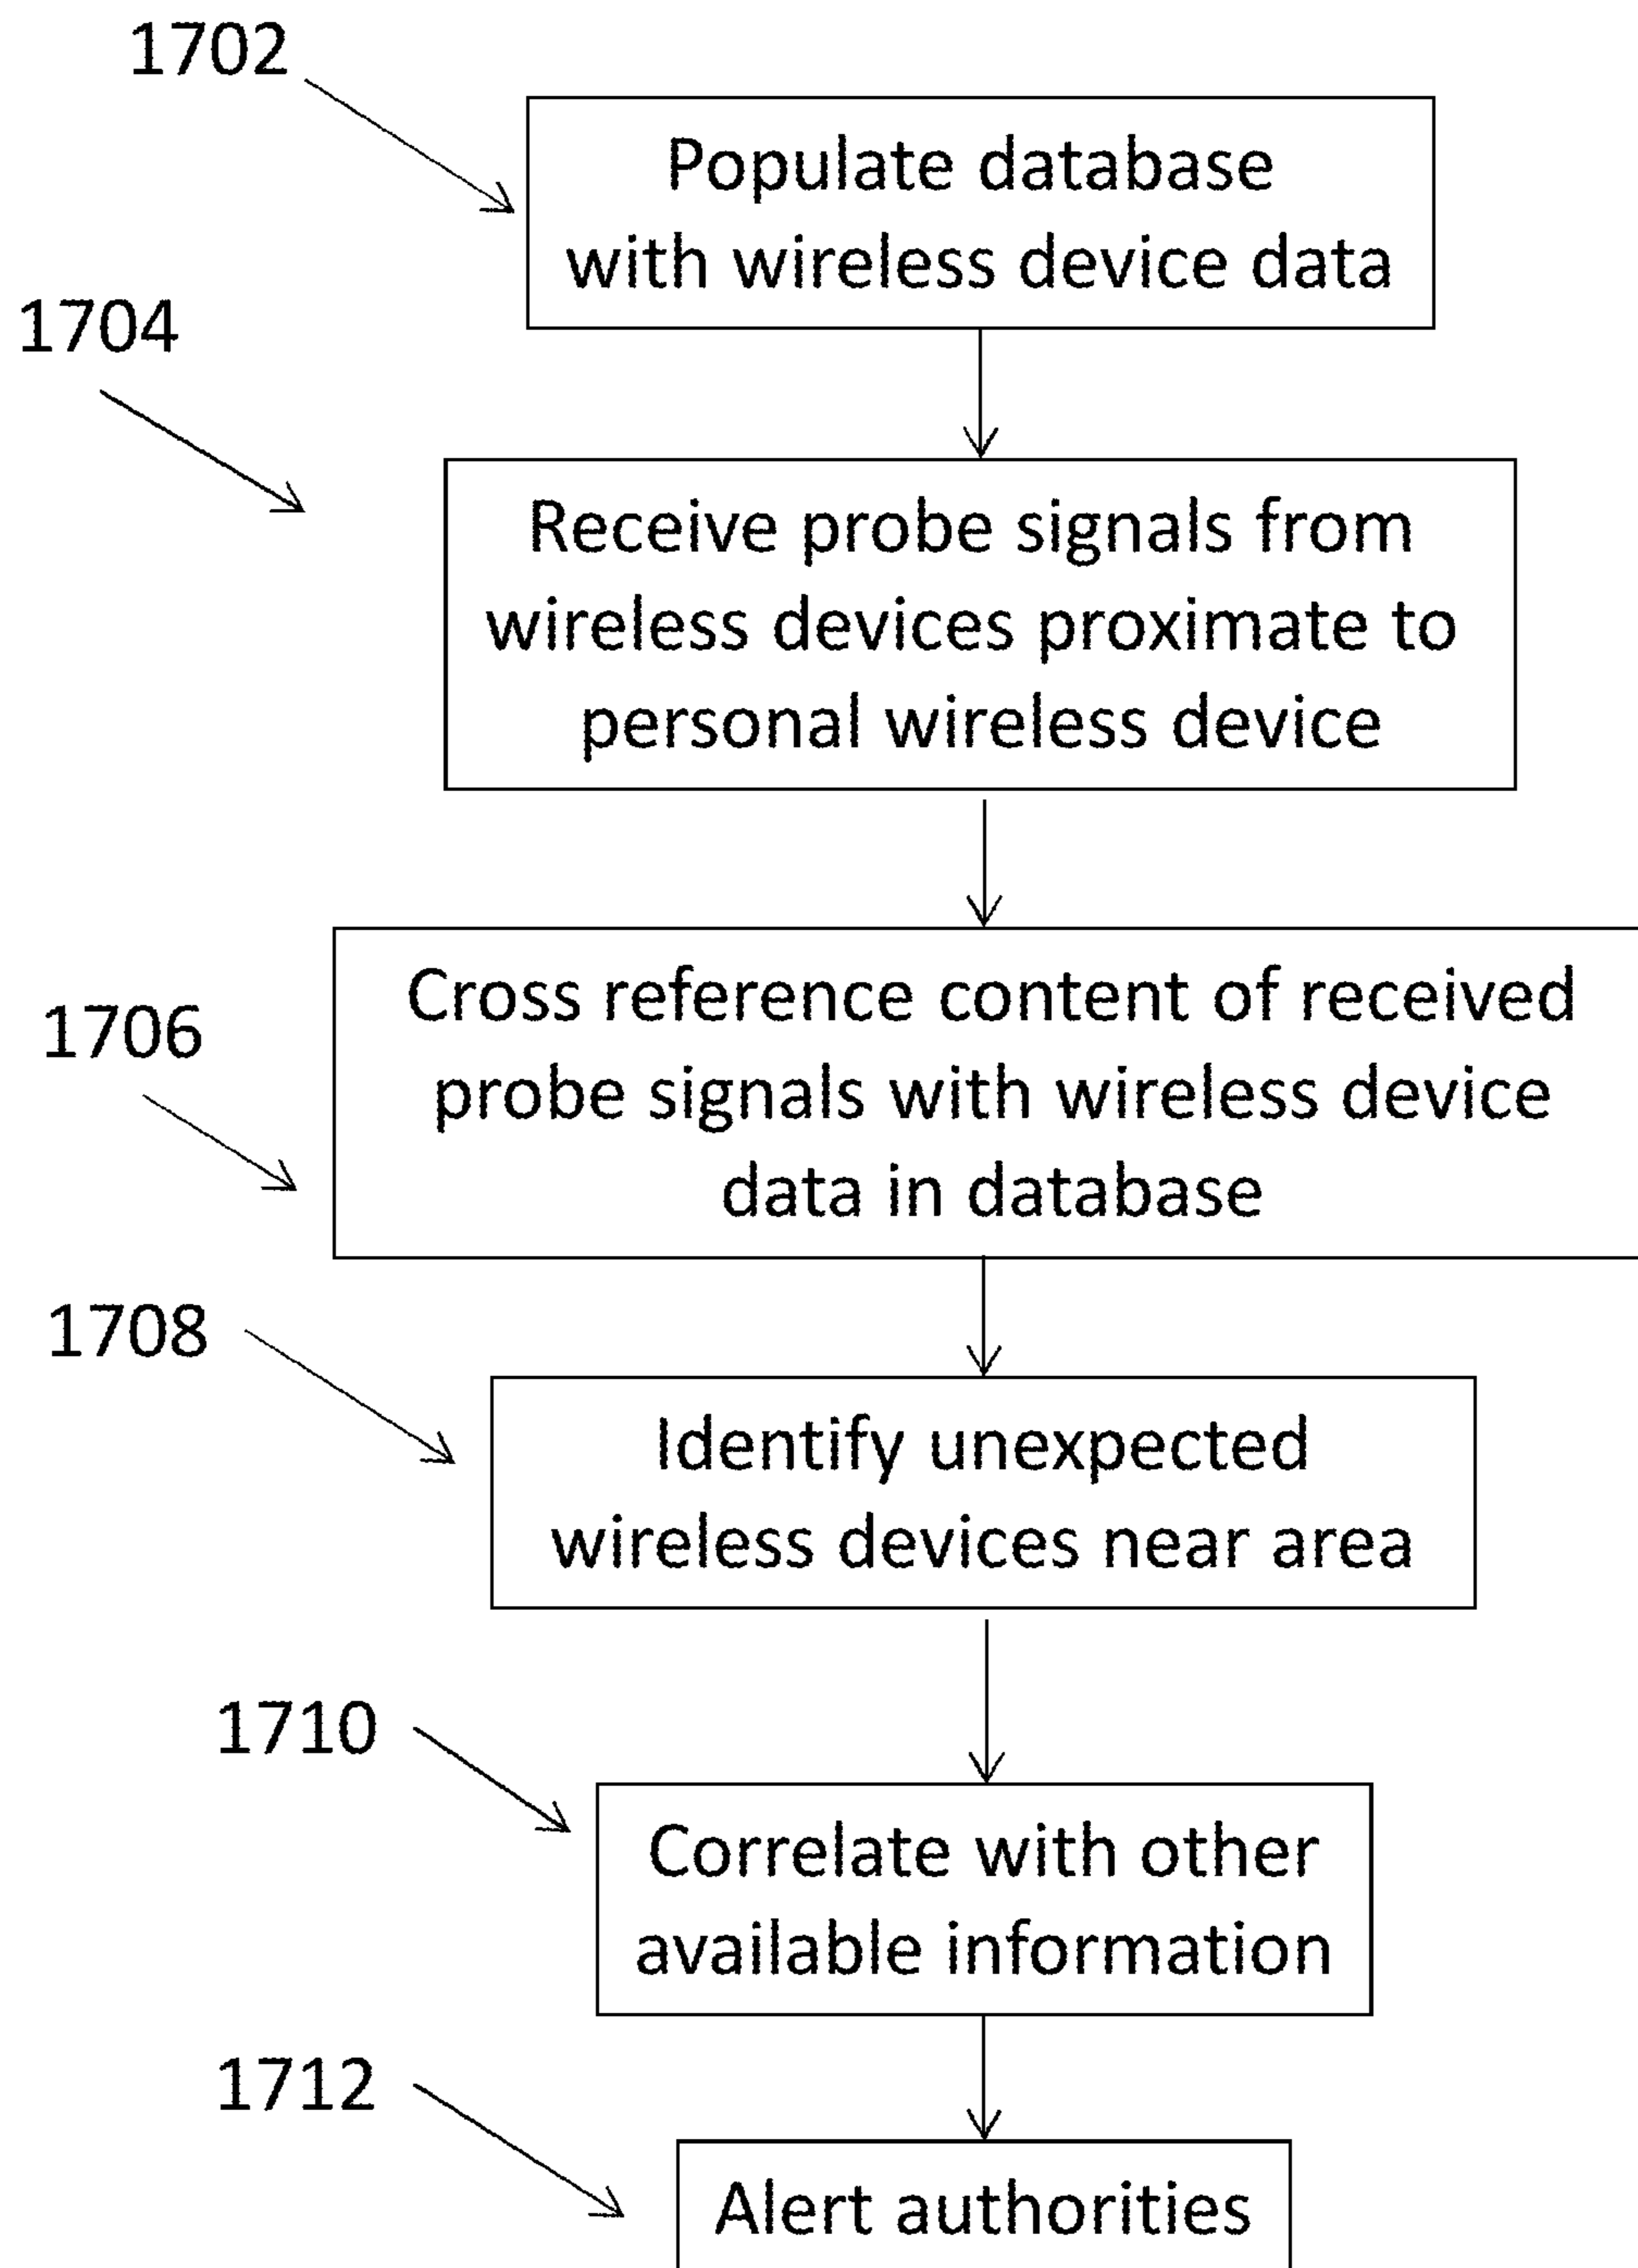 1702
Populate database
with wireless device data
1704
Receive probe signals from
wireless devices proximate to
personal wireless device
1706
Cross reference content of received
probe signals with wireless device
data in database
1708
Identify unexpected
wireless devices near area
1710
Correlate with other
available information
1712
Alert authorities